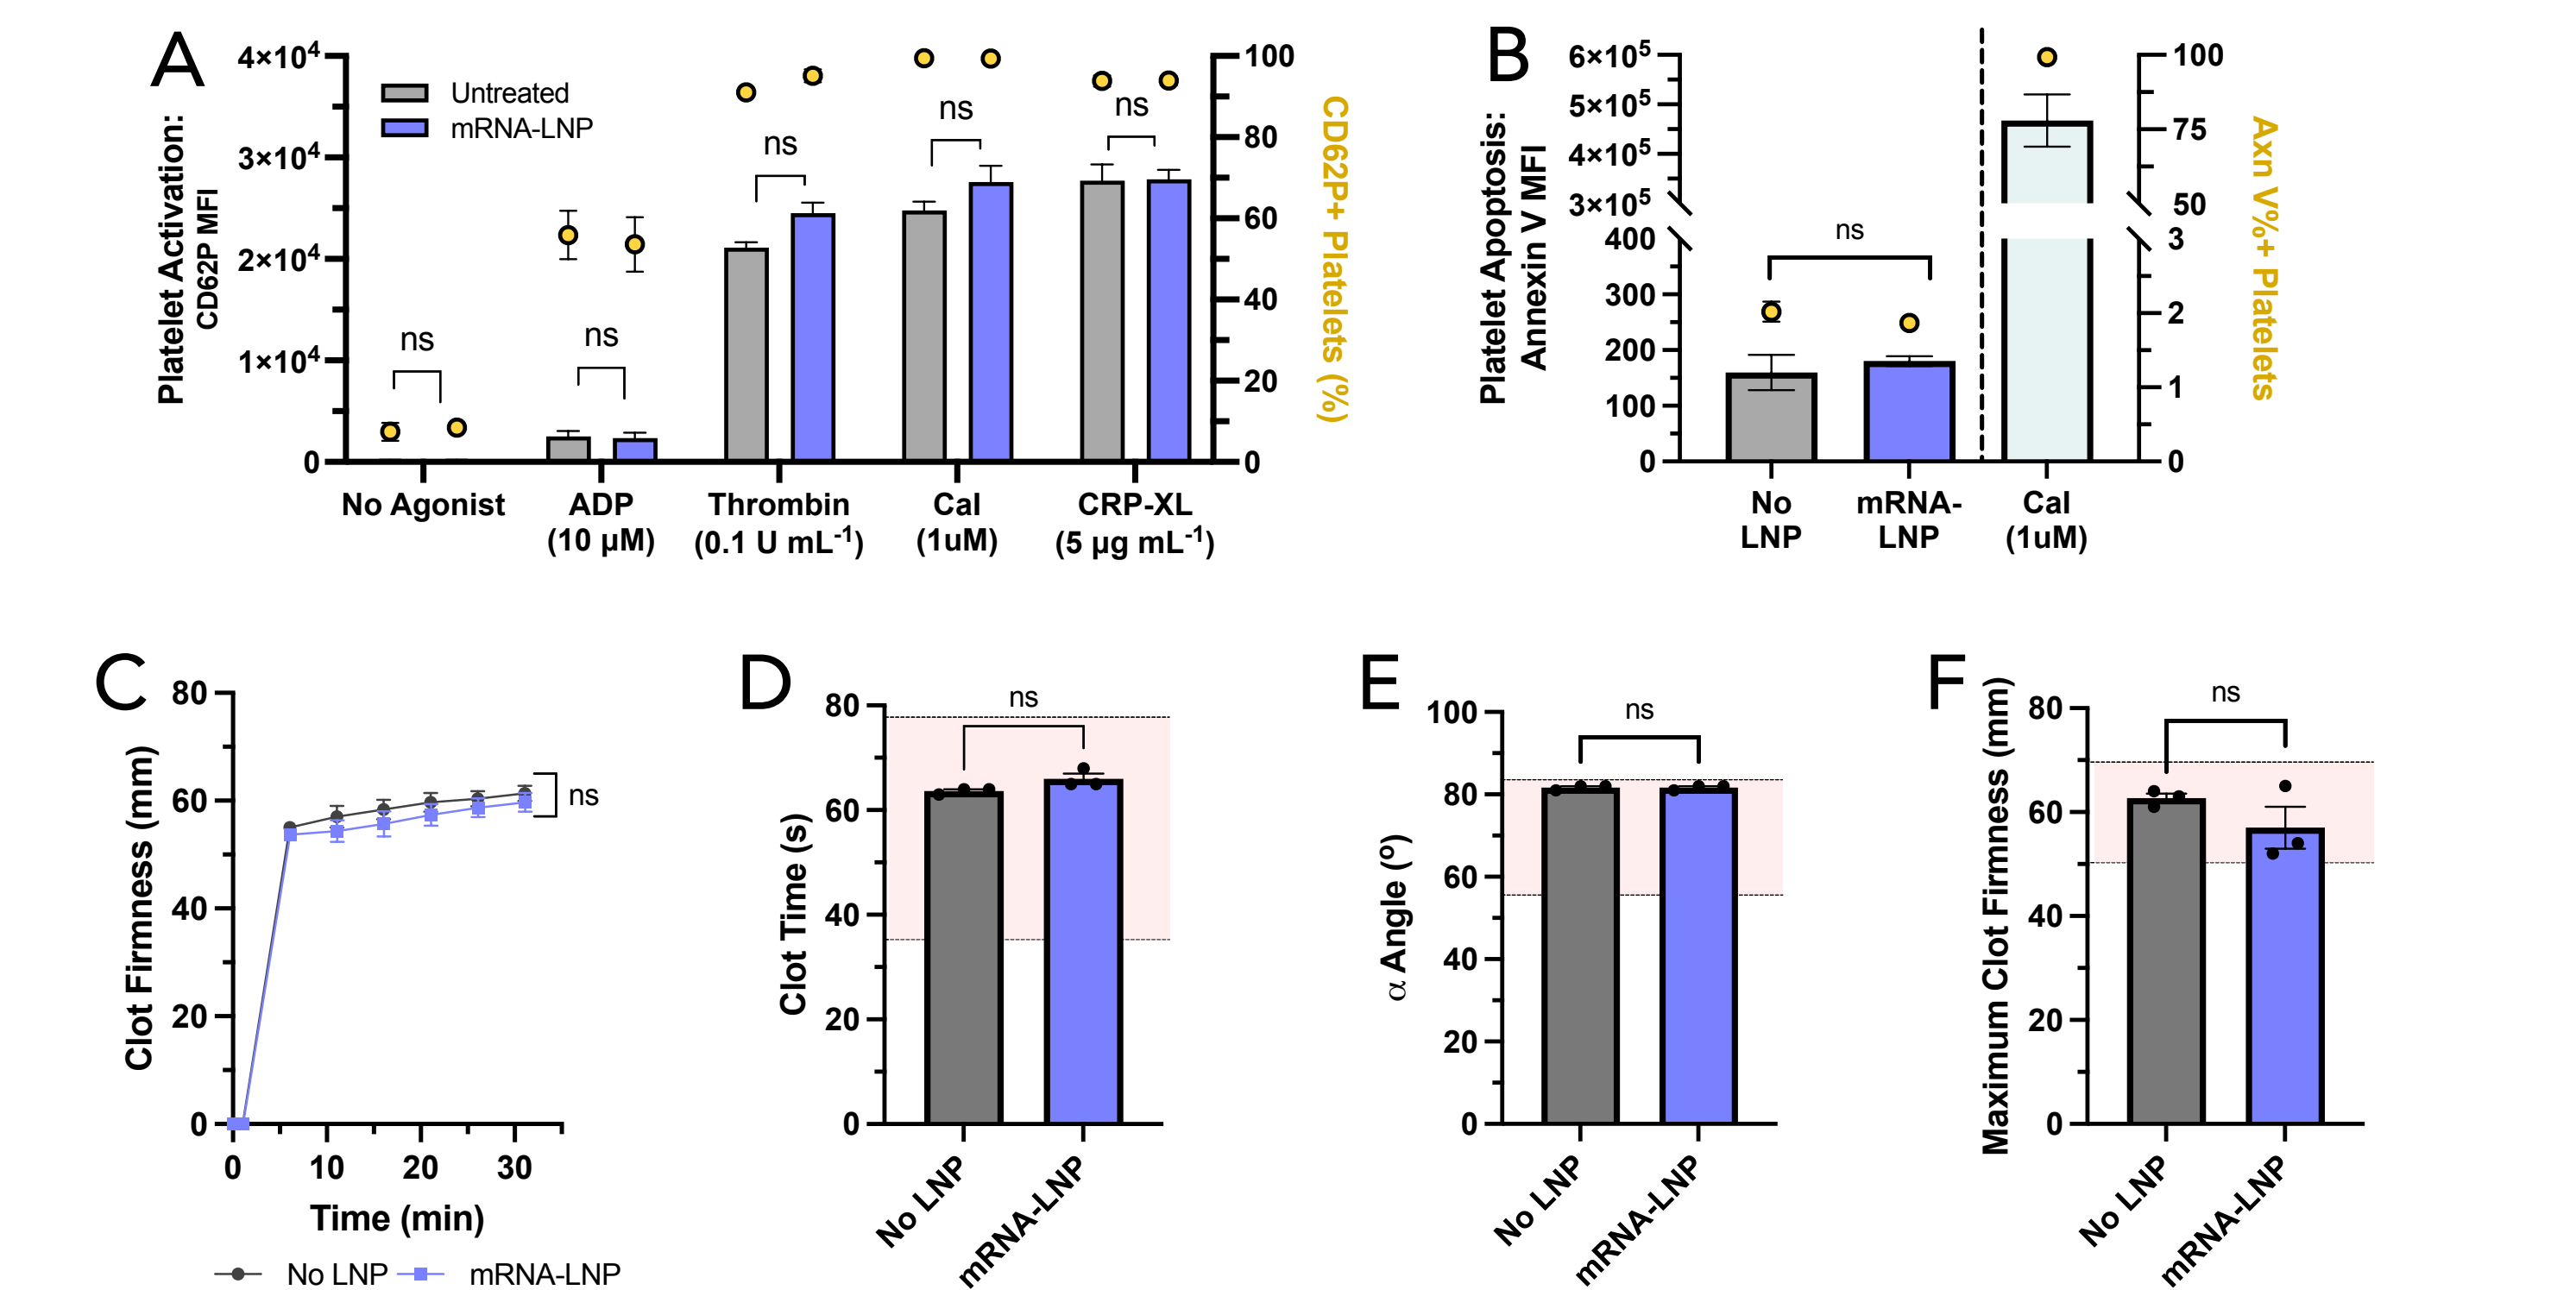 A
Platelet Activation:
CD62P MFI
4×10⁴
3×10⁴
2×10⁴
1×10⁴
0
Untreated
mRNA-LNP
ns
ns
ns
ns
ns
100
80
60
40
20
0
CD62P+ Platelets (%)
No Agonist
ADP
(10 µM)
Thrombin
(0.1 U mL⁻¹)
Cal
(1uM)
CRP-XL
(5 µg mL⁻¹)
B
Platelet Apoptosis:
Annexin V MFI
6×10⁵
5×10⁵
4×10⁵
3×10⁵
400
300
200
100
0
ns
100
75
50
3
2
1
0
Axn V%+ Platelets
No
LNP
mRNA-
LNP
Cal
(1uM)
C
Clot Firmness (mm)
80
60
40
20
0
ns
0 10 20 30
Time (min)
No LNP mRNA-LNP
D
Clot Time (s)
80
60
40
20
0
ns
No LNP
mRNA-LNP
E
α Angle (º)
100
80
60
40
20
0
ns
No LNP
mRNA-LNP
F
Maximum Clot Firmness (mm)
80
60
40
20
0
ns
No LNP
mRNA-LNP